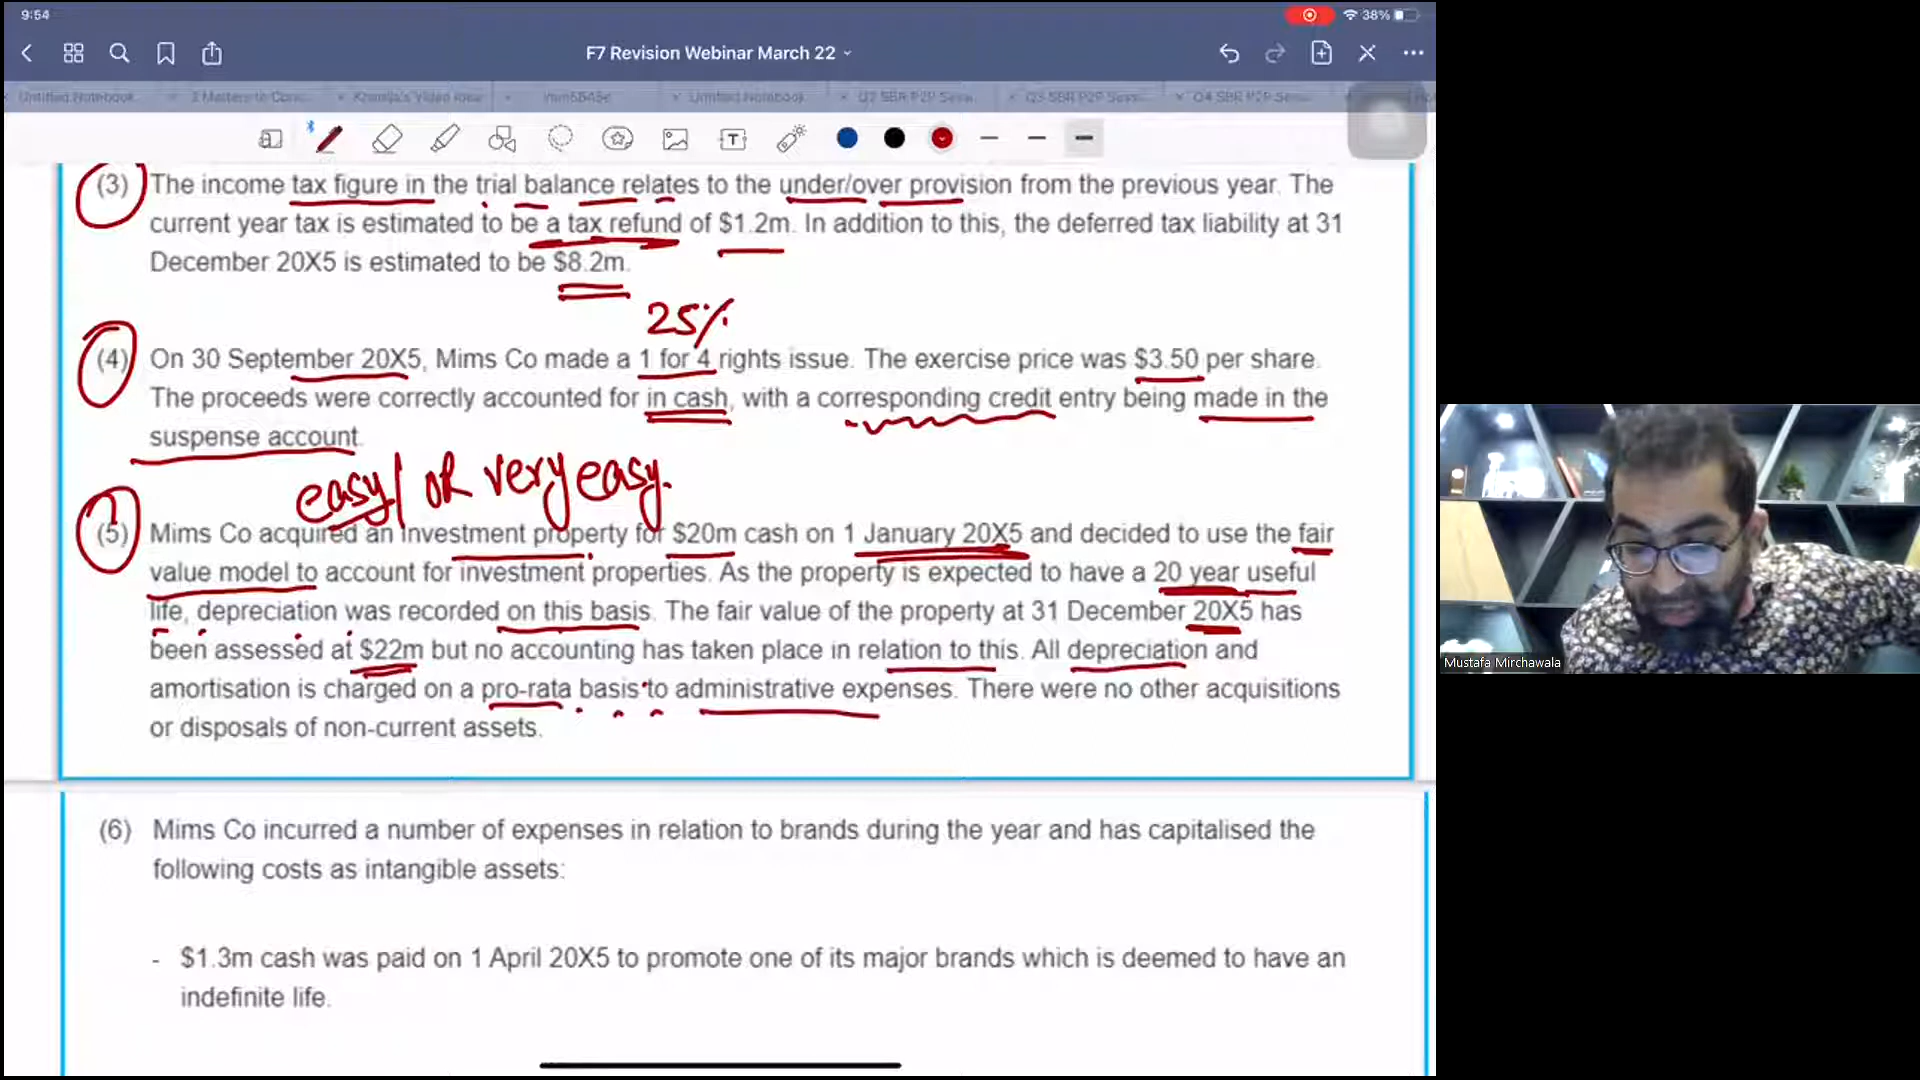 9:54
38%
F7 Revision Webinar March 22
Untitled Notebook
Khanija's Video Idea
Untitled Notebook
(3) The income tax figure in the trial balance relates to the under/over provision from the previous year. The
current year tax is estimated to be a tax refund of $1.2m. In addition to this, the deferred tax liability at 31
December 20X5 is estimated to be $8.2m.
25%
(4) On 30 September 20X5, Mims Co made a 1 for 4 rights issue. The exercise price was $3.50 per share.
The proceeds were correctly accounted for in cash, with a corresponding credit entry being made in the
suspense account.
easy/ or very easy.
(5) Mims Co acquired an investment property for $20m cash on 1 January 20X5 and decided to use the fair
value model to account for investment properties. As the property is expected to have a 20 year useful
life, depreciation was recorded on this basis. The fair value of the property at 31 December 20X5 has
been assessed at $22m but no accounting has taken place in relation to this. All depreciation and
amortisation is charged on a pro-rata basis to administrative expenses. There were no other acquisitions
or disposals of non-current assets.
Mustafa Mirchawala
(6) Mims Co incurred a number of expenses in relation to brands during the year and has capitalised the
following costs as intangible assets:
- $1.3m cash was paid on 1 April 20X5 to promote one of its major brands which is deemed to have an
indefinite life.